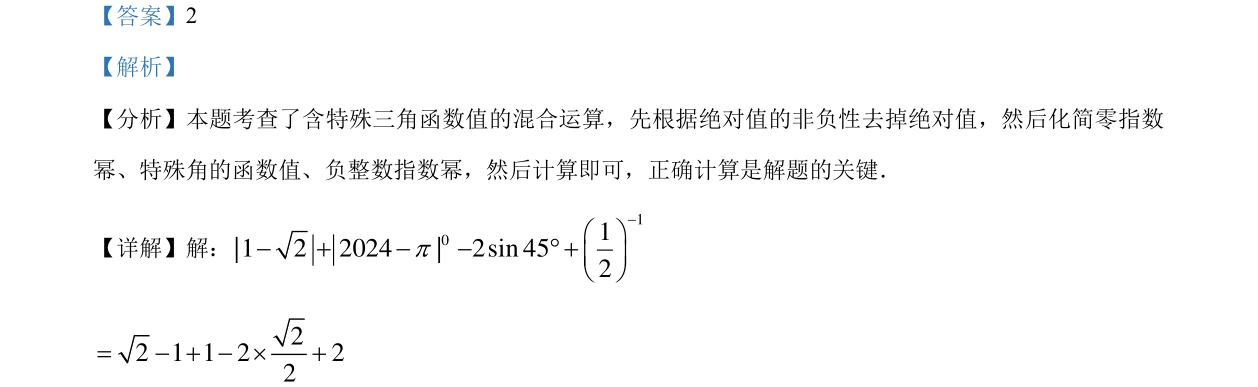 【答案】2
【解析】
【分析】本题考查了含特殊三角函数值的混合运算，先根据绝对值的非负性去掉绝对值，然后化简零指数
幂、特殊角的函数值、负整数指数幂，然后计算即可，正确计算是解题的关键．
【详解】解：|1−√2|+|2024−π|⁰−2sin45°+(1/2)⁻¹
=√2−1+1−2×√2/2+2